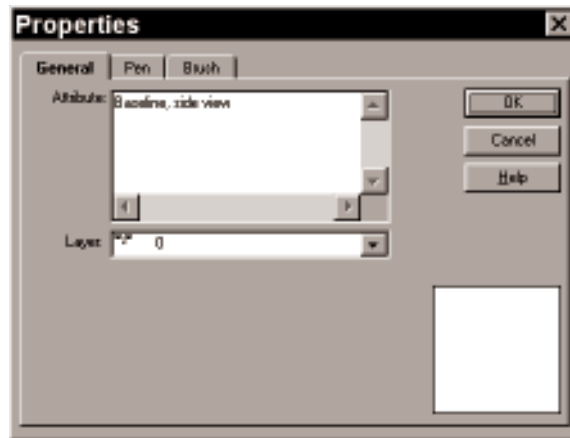 Properties
General Pen Brush
Attribute: Baseline, side view
OK
Cancel
Help
Layer: "," 0